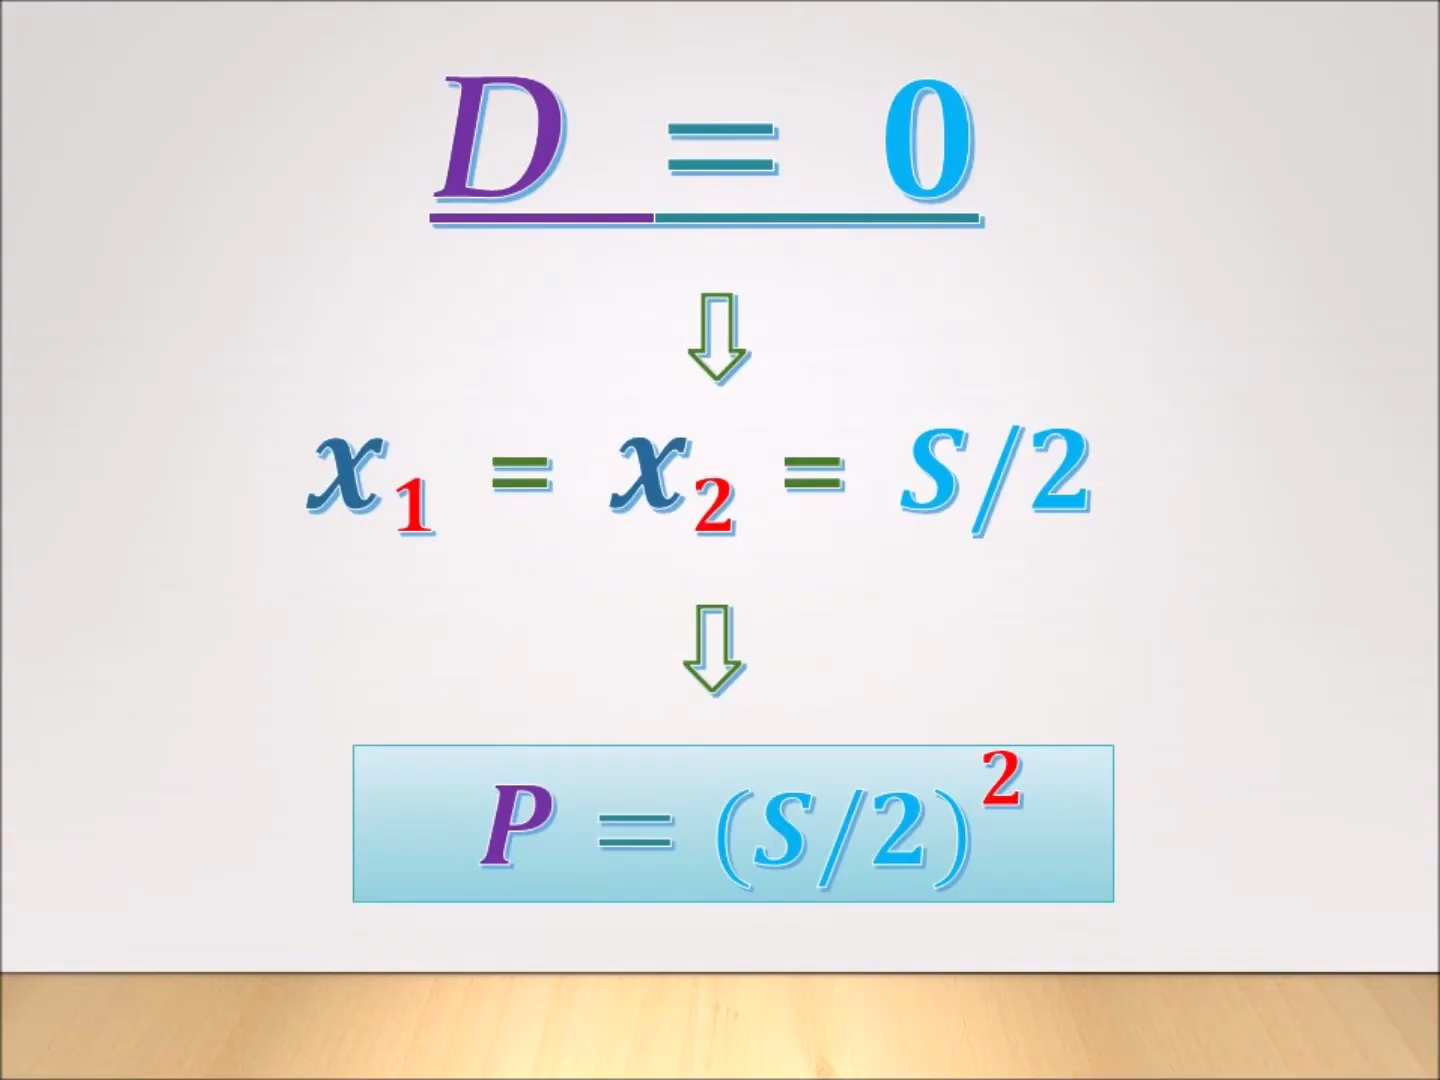 D = 0
x₁ = x₂ = S/2
P = (S/2)²